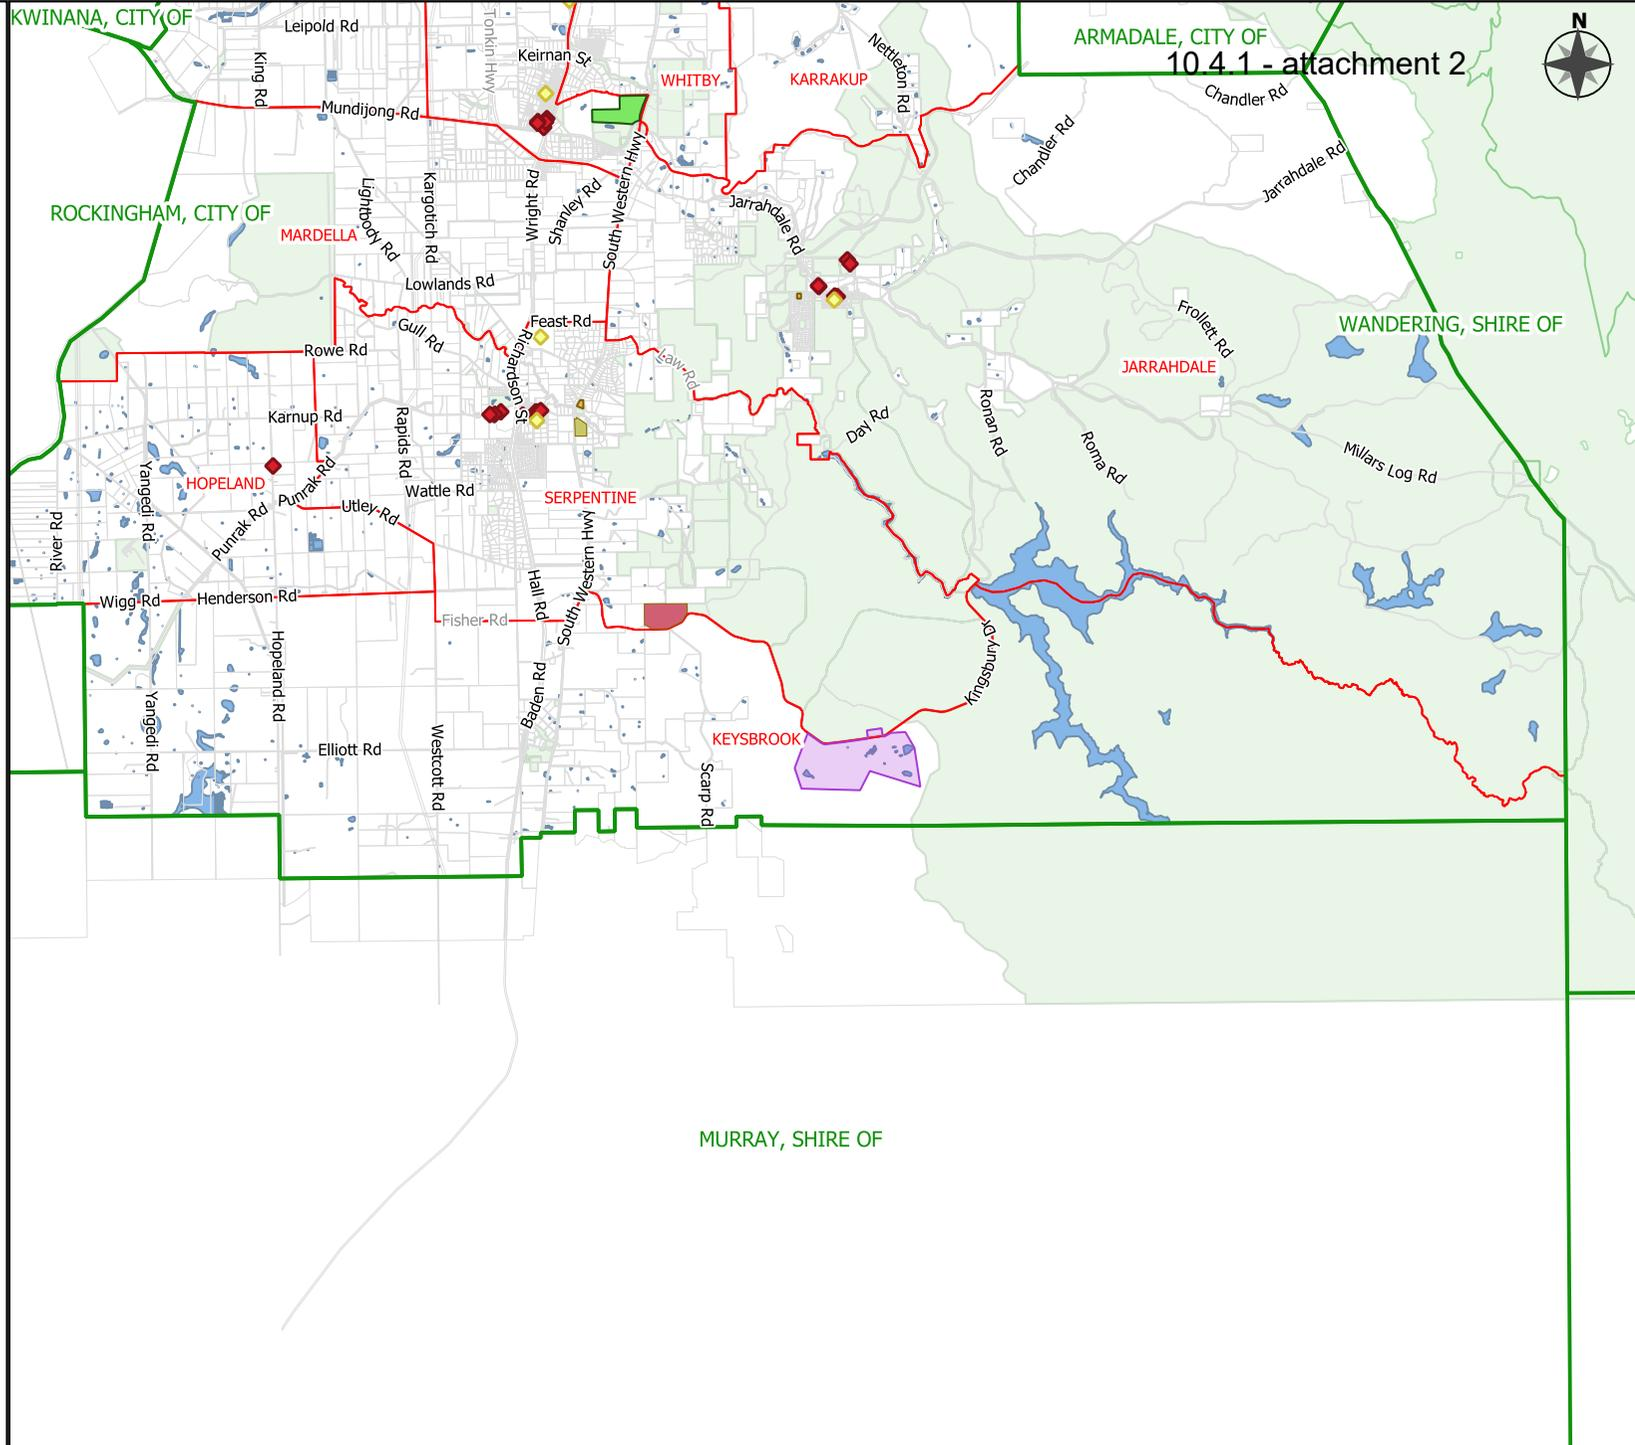 KWINANA, CITY OF
Leipold Rd
Tonkin Hwy
Keirnan St
WHITBY
KARRAKUP
Nettleton Rd
ARMADALE, CITY OF
10.4.1 - attachment 2
N
King Rd
Mundijong Rd
Chandler Rd
Chandler Rd
Jarrahdale Rd
ROCKINGHAM, CITY OF
MARDELLA
Lightbody Rd
Kargotich Rd
Wright Rd
Shanley Rd
South Western Hwy
Jarrahdale Rd
Lowlands Rd
Gull Rd
Feast Rd
Richardson St
Rowe Rd
Law Rd
Frollett Rd
WANDERING, SHIRE OF
JARRAHDALE
Karnup Rd
Rapids Rd
Day Rd
Ronan Rd
Roma Rd
Millars Log Rd
HOPELAND
Yangedi Rd
Punrak Rd
Punrak Rd
Wattle Rd
Utley Rd
SERPENTINE
River Rd
South Western Hwy
Hall Rd
Wigg Rd
Henderson Rd
Fisher Rd
Hopeland Rd
Kingsbury Dr
Yangedi Rd
Baden Rd
Elliott Rd
Westcott Rd
KEYSBROOK
Scarp Rd
MURRAY, SHIRE OF